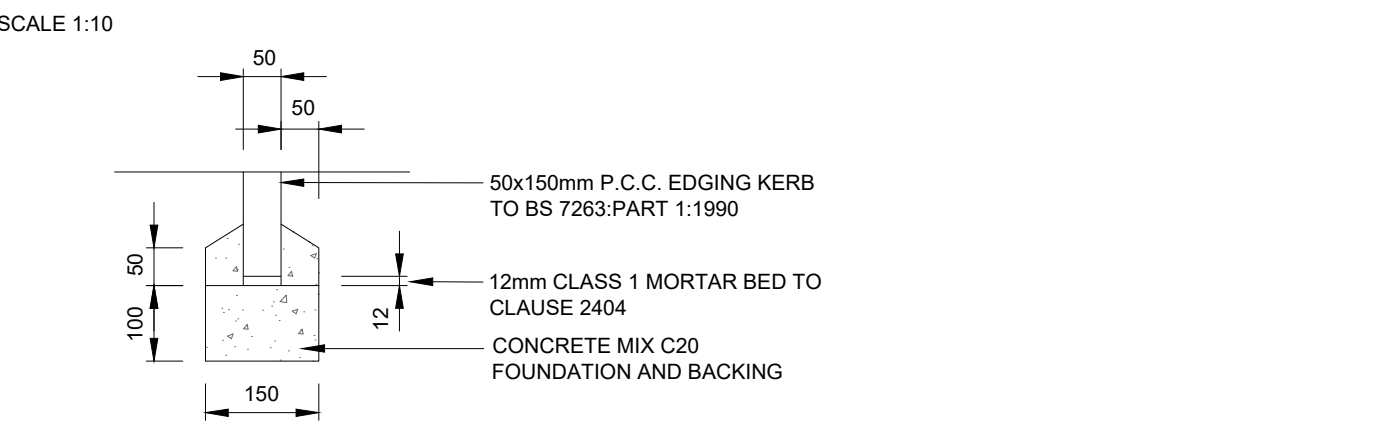 SCALE 1:10
50
50
50x150mm P.C.C. EDGING KERB
TO BS 7263:PART 1:1990
50
12mm CLASS 1 MORTAR BED TO
CLAUSE 2404
100
12
CONCRETE MIX C20
FOUNDATION AND BACKING
150